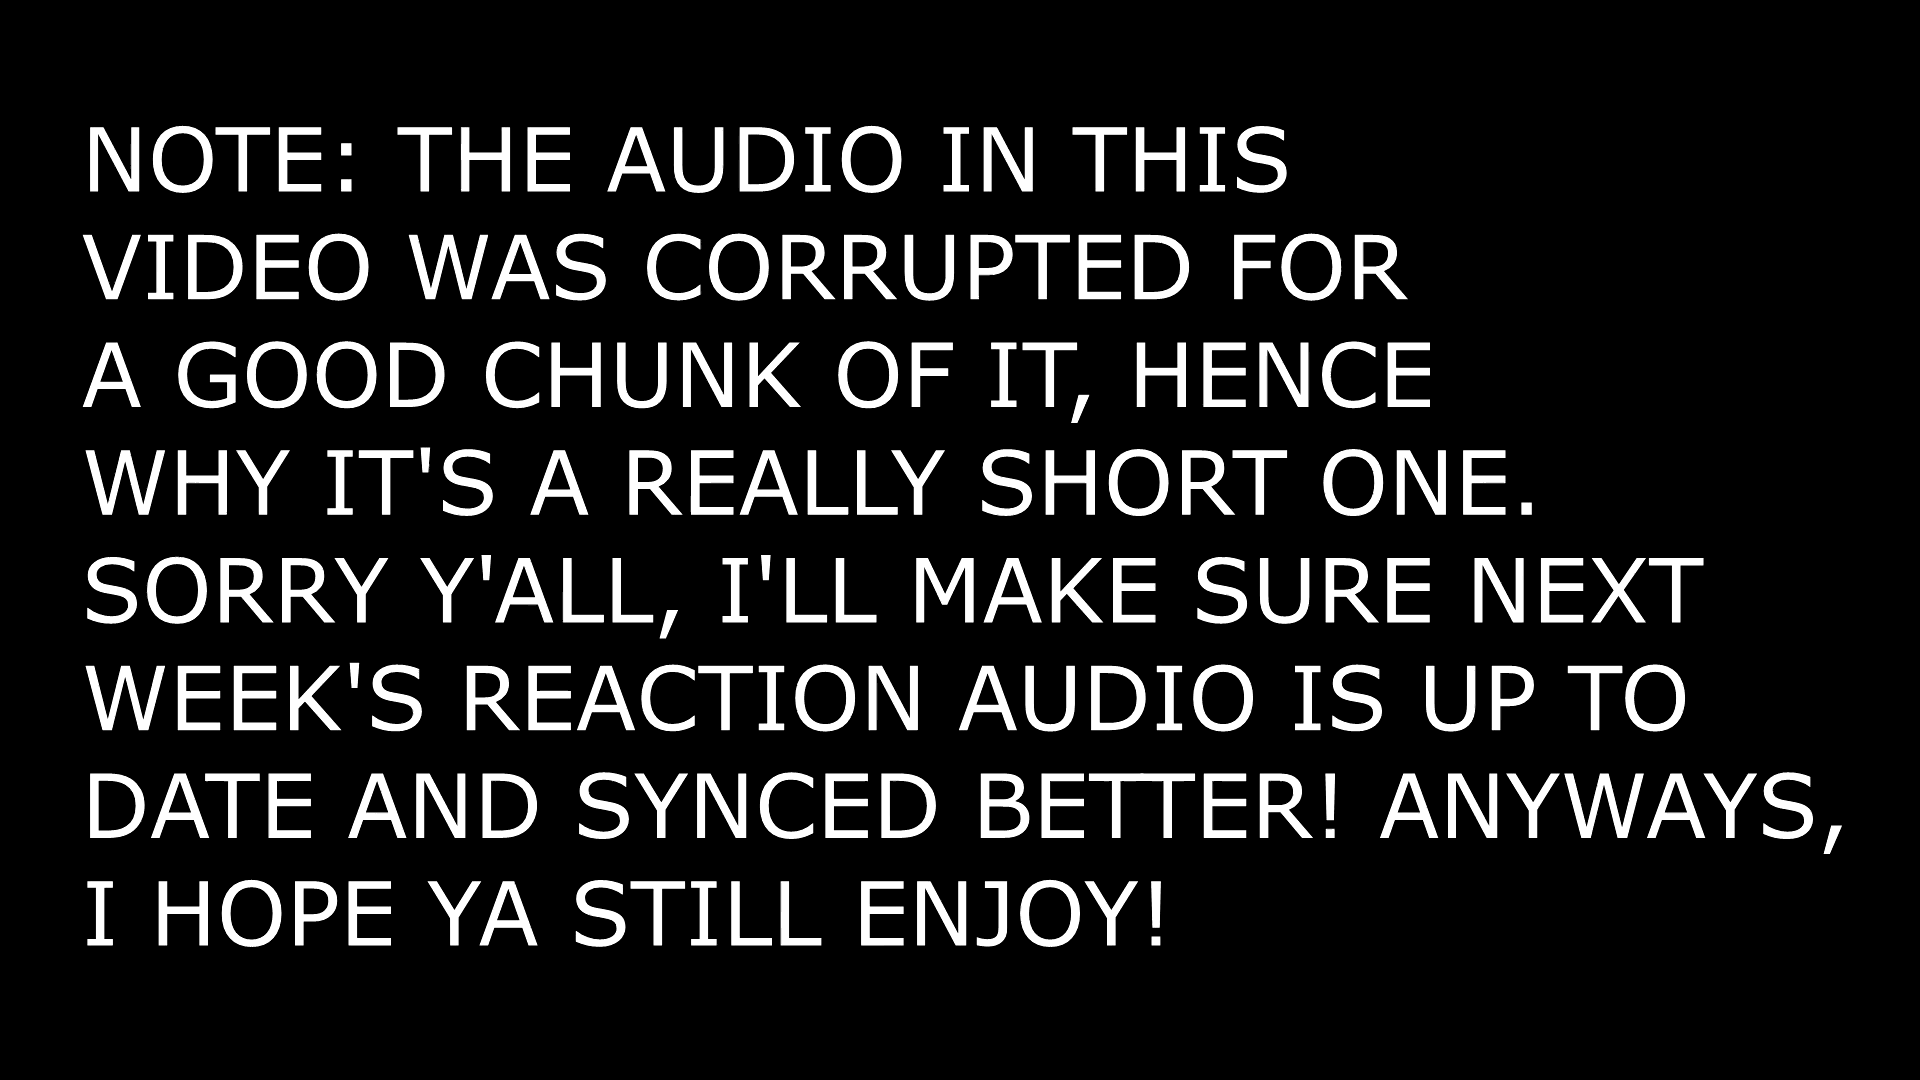 NOTE: THE AUDIO IN THIS
VIDEO WAS CORRUPTED FOR
A GOOD CHUNK OF IT, HENCE
WHY IT'S A REALLY SHORT ONE.
SORRY Y'ALL, I'LL MAKE SURE NEXT
WEEK'S REACTION AUDIO IS UP TO
DATE AND SYNCED BETTER! ANYWAYS,
I HOPE YA STILL ENJOY!